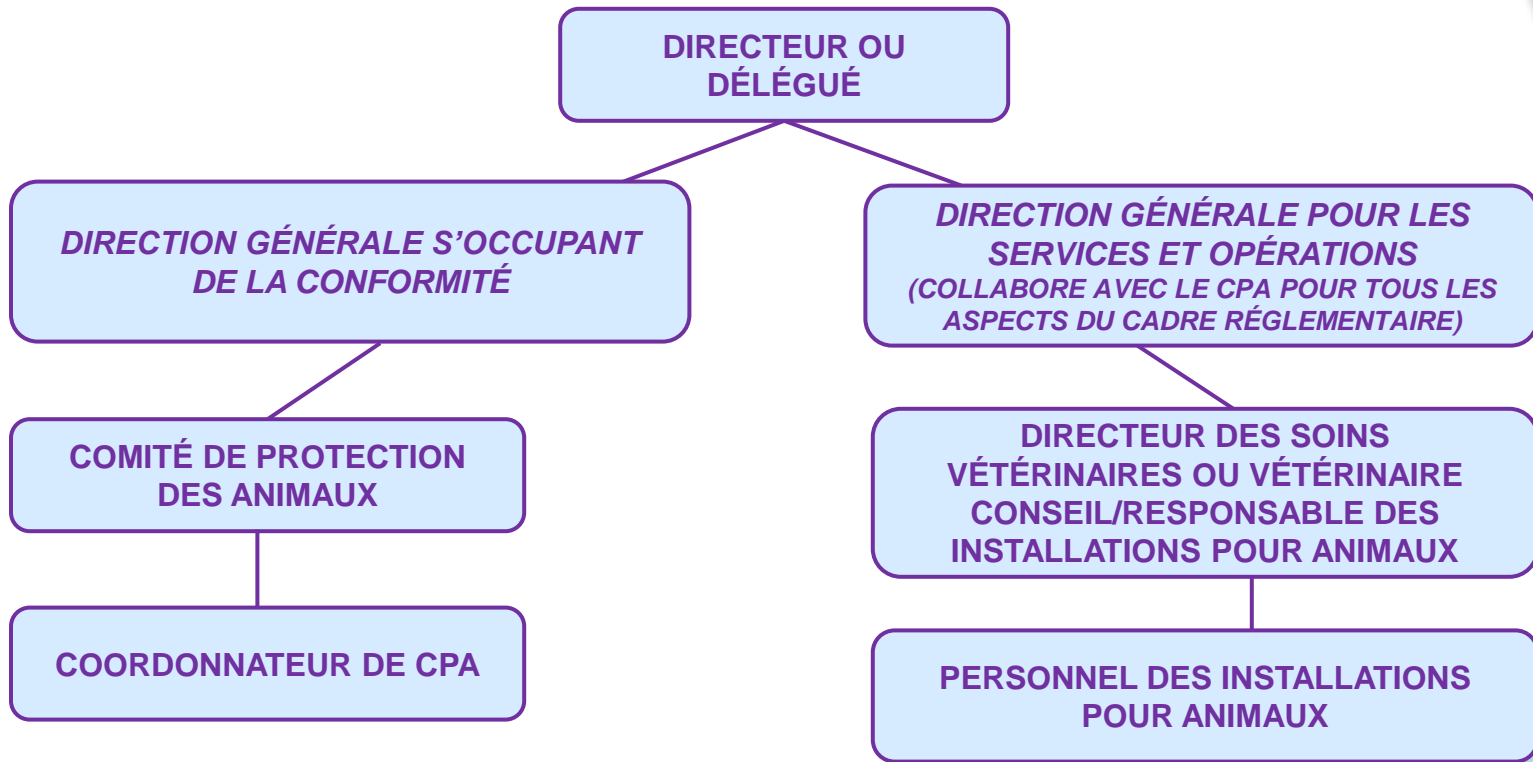 DIRECTEUR OU
DÉLÉGUÉ
DIRECTION GÉNÉRALE S’OCCUPANT
DE LA CONFORMITÉ
DIRECTION GÉNÉRALE POUR LES
SERVICES ET OPÉRATIONS
(COLLABORE AVEC LE CPA POUR TOUS LES
ASPECTS DU CADRE RÉGLEMENTAIRE)
COMITÉ DE PROTECTION
DES ANIMAUX
DIRECTEUR DES SOINS
VÉTÉRINAIRES OU VÉTÉRINAIRE
CONSEIL/RESPONSABLE DES
INSTALLATIONS POUR ANIMAUX
COORDONNATEUR DE CPA
PERSONNEL DES INSTALLATIONS
POUR ANIMAUX